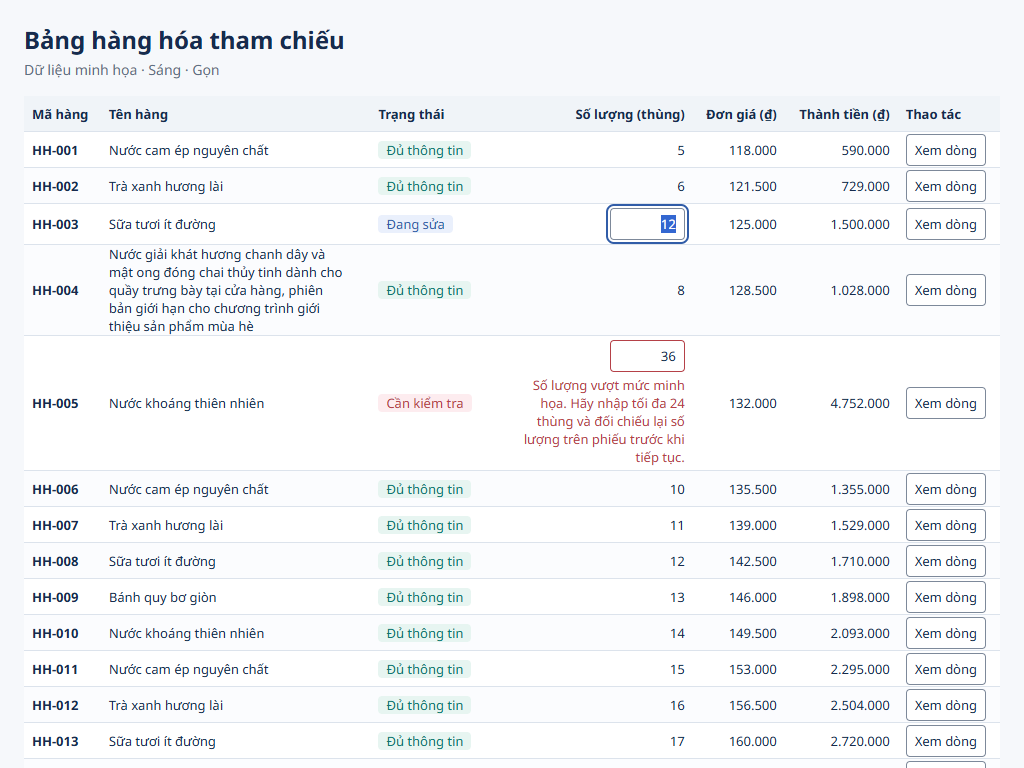 Bảng hàng hóa tham chiếu
Dữ liệu minh họa · Sáng · Gọn
Mã hàng Tên hàng Trạng thái Số lượng (thùng) Đơn giá (₫) Thành tiền (₫) Thao tác
HH-001 Nước cam ép nguyên chất Đủ thông tin 5 118.000 590.000 Xem dòng
HH-002 Trà xanh hương lài Đủ thông tin 6 121.500 729.000 Xem dòng
HH-003 Sữa tươi ít đường Đang sửa 12 125.000 1.500.000 Xem dòng
Nước giải khát hương chanh dây và
mật ong đóng chai thủy tinh dành cho
HH-004 quầy trưng bày tại cửa hàng, phiên Đủ thông tin 8 128.500 1.028.000 Xem dòng
bản giới hạn cho chương trình giới
thiệu sản phẩm mùa hè
36
Số lượng vượt mức minh
HH-005 Nước khoáng thiên nhiên Cần kiểm tra họa. Hãy nhập tối đa 24 132.000 4.752.000 Xem dòng
thùng và đối chiếu lại số
lượng trên phiếu trước khi
tiếp tục.
HH-006 Nước cam ép nguyên chất Đủ thông tin 10 135.500 1.355.000 Xem dòng
HH-007 Trà xanh hương lài Đủ thông tin 11 139.000 1.529.000 Xem dòng
HH-008 Sữa tươi ít đường Đủ thông tin 12 142.500 1.710.000 Xem dòng
HH-009 Bánh quy bơ giòn Đủ thông tin 13 146.000 1.898.000 Xem dòng
HH-010 Nước khoáng thiên nhiên Đủ thông tin 14 149.500 2.093.000 Xem dòng
HH-011 Nước cam ép nguyên chất Đủ thông tin 15 153.000 2.295.000 Xem dòng
HH-012 Trà xanh hương lài Đủ thông tin 16 156.500 2.504.000 Xem dòng
HH-013 Sữa tươi ít đường Đủ thông tin 17 160.000 2.720.000 Xem dòng